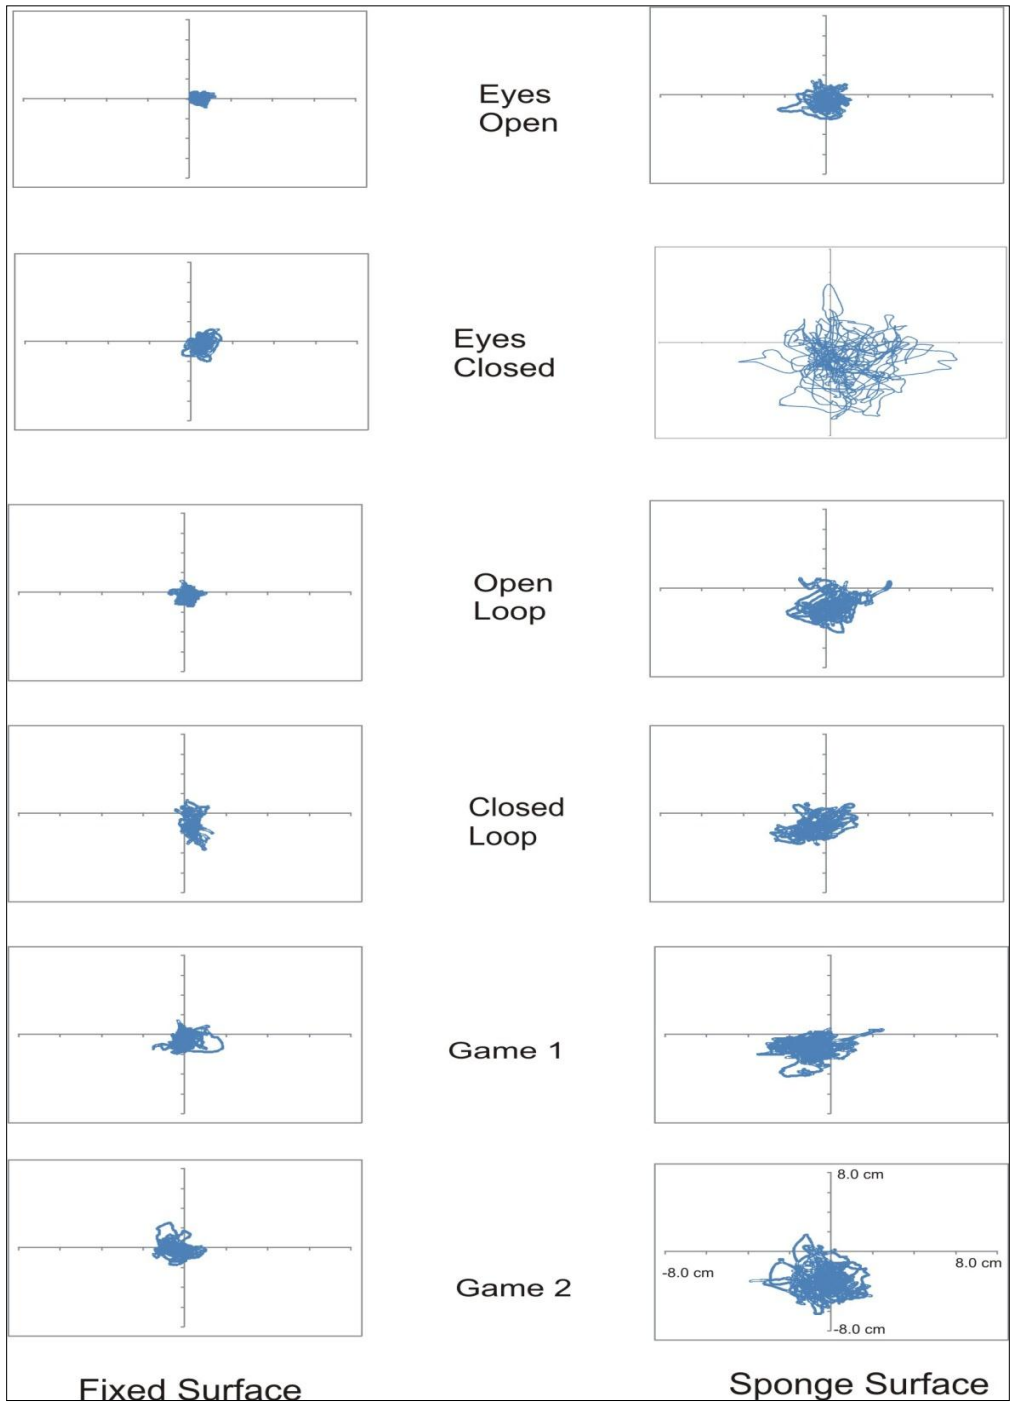 Eyes
Open
Eyes
Closed
Open
Loop
Closed
Loop
Game 1
8.0 cm
-8.0 cm
8.0 cm
Game 2
-8.0 cm
Fixed Surface
Sponge Surface